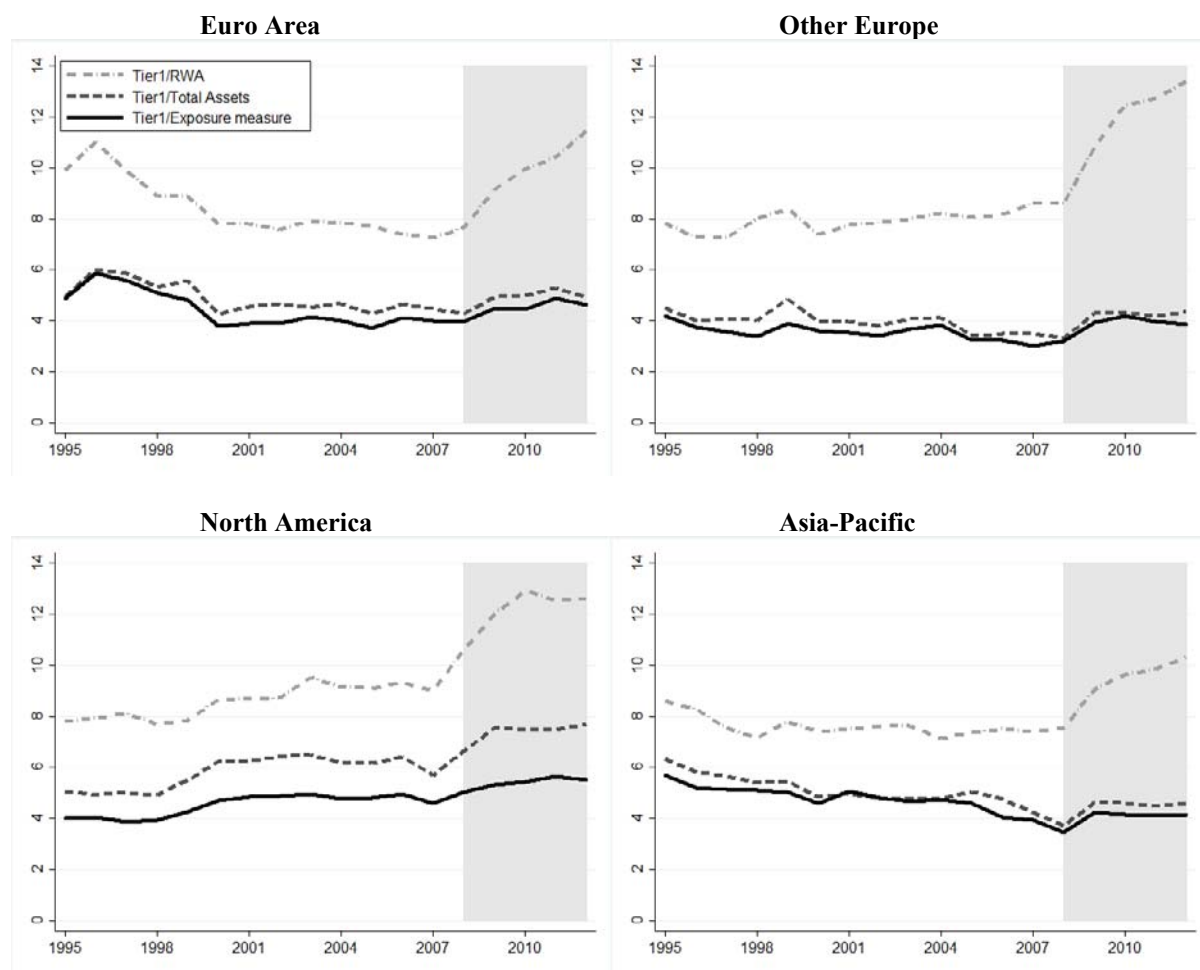 Euro Area
Other Europe
14
12
10
8
6
4
2
0
Tier1/RWA
Tier1/Total Assets
Tier1/Exposure measure
1995 1998 2001 2004 2007 2010
14
12
10
8
6
4
2
0
1995 1998 2001 2004 2007 2010
North America
Asia-Pacific
14
12
10
8
6
4
2
0
1995 1998 2001 2004 2007 2010
14
12
10
8
6
4
2
0
1995 1998 2001 2004 2007 2010